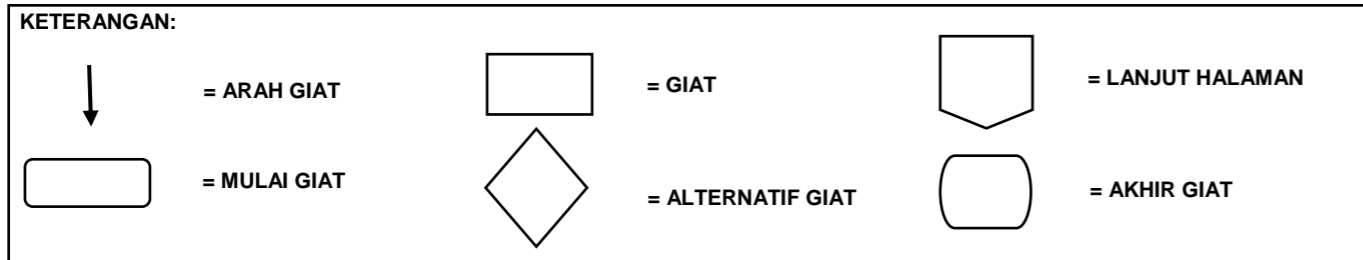 KETERANGAN:
= ARAH GIAT
= GIAT
= LANJUT HALAMAN
= MULAI GIAT
= ALTERNATIF GIAT
= AKHIR GIAT